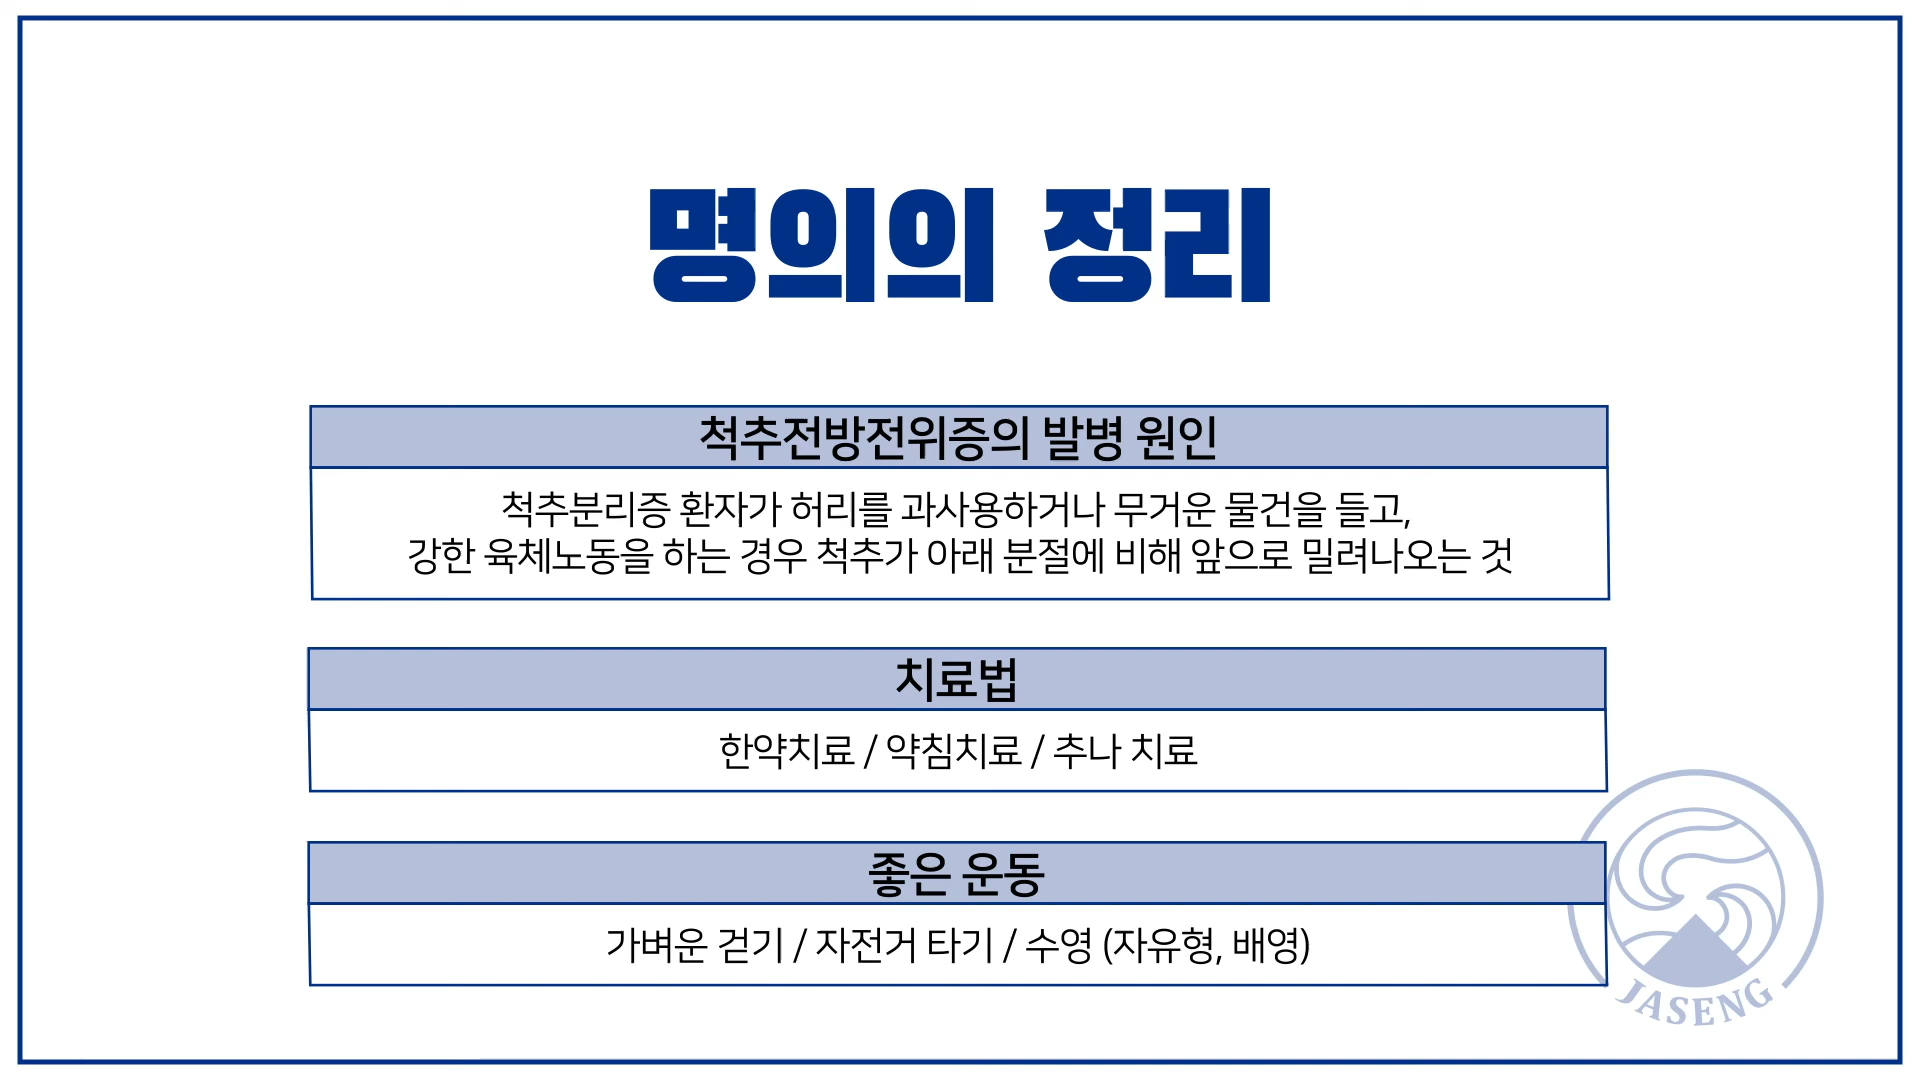 명의의 정리
척추전방전위증의 발병 원인
척추분리증 환자가 허리를 과사용하거나 무거운 물건을 들고,
강한 육체노동을 하는 경우 척추가 아래 분절에 비해 앞으로 밀려나오는 것
치료법
한약치료 / 약침치료 / 추나 치료
좋은 운동
가벼운 걷기 / 자전거 타기 / 수영 (자유형, 배영)
JASENG